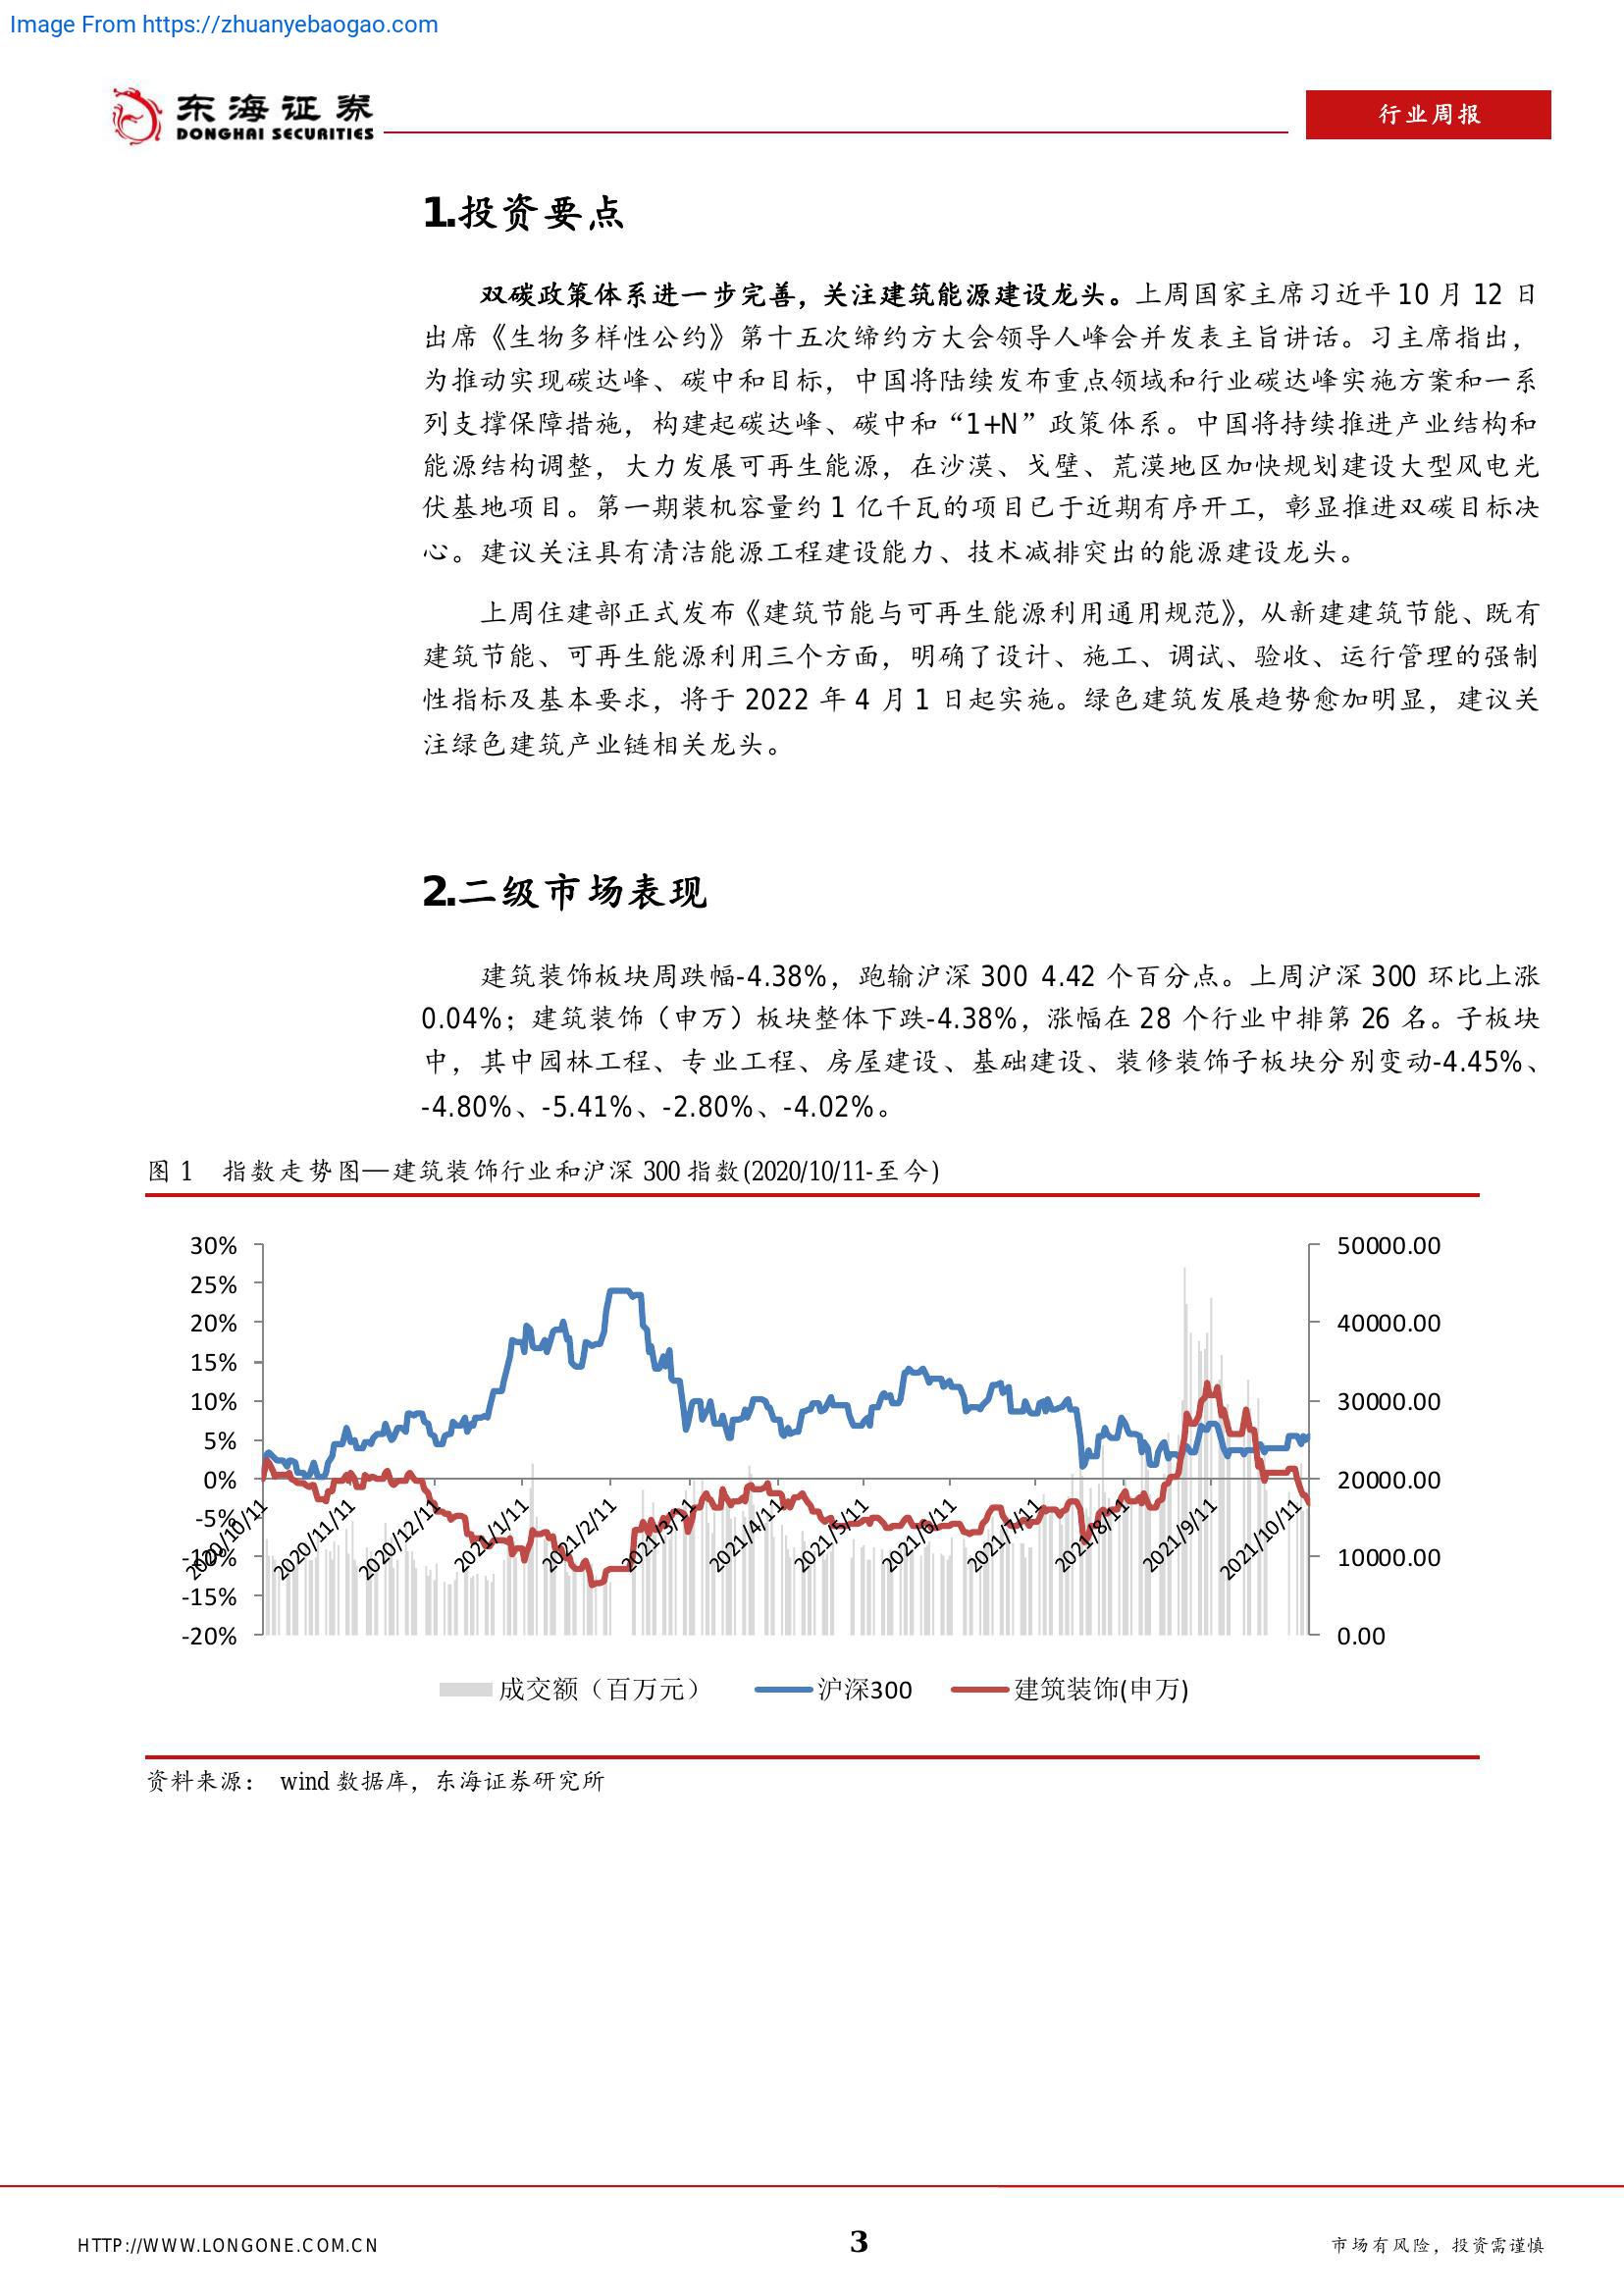 Image From https://zhuanyebaogao.com
东海证券
DONGHAI SECURITIES
行业周报
1.投资要点
双碳政策体系进一步完善，关注建筑能源建设龙头。上周国家主席习近平 10 月 12 日
出席《生物多样性公约》第十五次缔约方大会领导人峰会并发表主旨讲话。习主席指出，
为推动实现碳达峰、碳中和目标，中国将陆续发布重点领域和行业碳达峰实施方案和一系
列支撑保障措施，构建起碳达峰、碳中和“1+N”政策体系。中国将持续推进产业结构和
能源结构调整，大力发展可再生能源，在沙漠、戈壁、荒漠地区加快规划建设大型风电光
伏基地项目。第一期装机容量约 1 亿千瓦的项目已于近期有序开工，彰显推进双碳目标决
心。建议关注具有清洁能源工程建设能力、技术减排突出的能源建设龙头。
上周住建部正式发布《建筑节能与可再生能源利用通用规范》，从新建建筑节能、既有
建筑节能、可再生能源利用三个方面，明确了设计、施工、调试、验收、运行管理的强制
性指标及基本要求，将于 2022 年 4 月 1 日起实施。绿色建筑发展趋势愈加明显，建议关
注绿色建筑产业链相关龙头。
2.二级市场表现
建筑装饰板块周跌幅-4.38%，跑输沪深 300 4.42 个百分点。上周沪深 300 环比上涨
0.04%；建筑装饰（申万）板块整体下跌-4.38%，涨幅在 28 个行业中排第 26 名。子板块
中，其中园林工程、专业工程、房屋建设、基础建设、装修装饰子板块分别变动-4.45%、
-4.80%、-5.41%、-2.80%、-4.02%。
图 1 指数走势图—建筑装饰行业和沪深 300 指数(2020/10/11-至今)
30%
25%
20%
15%
10%
5%
0%
-5%
-10%
-15%
-20%
50000.00
40000.00
30000.00
20000.00
10000.00
0.00
2020/10/11
2020/11/11
2020/12/11
2021/1/11
2021/2/11
2021/3/11
2021/4/11
2021/5/11
2021/6/11
2021/7/11
2021/8/11
2021/9/11
2021/10/11
成交额（百万元） 沪深300 建筑装饰(申万)
资料来源： wind 数据库，东海证券研究所
HTTP://WWW.LONGONE.COM.CN 3 市场有风险，投资需谨慎